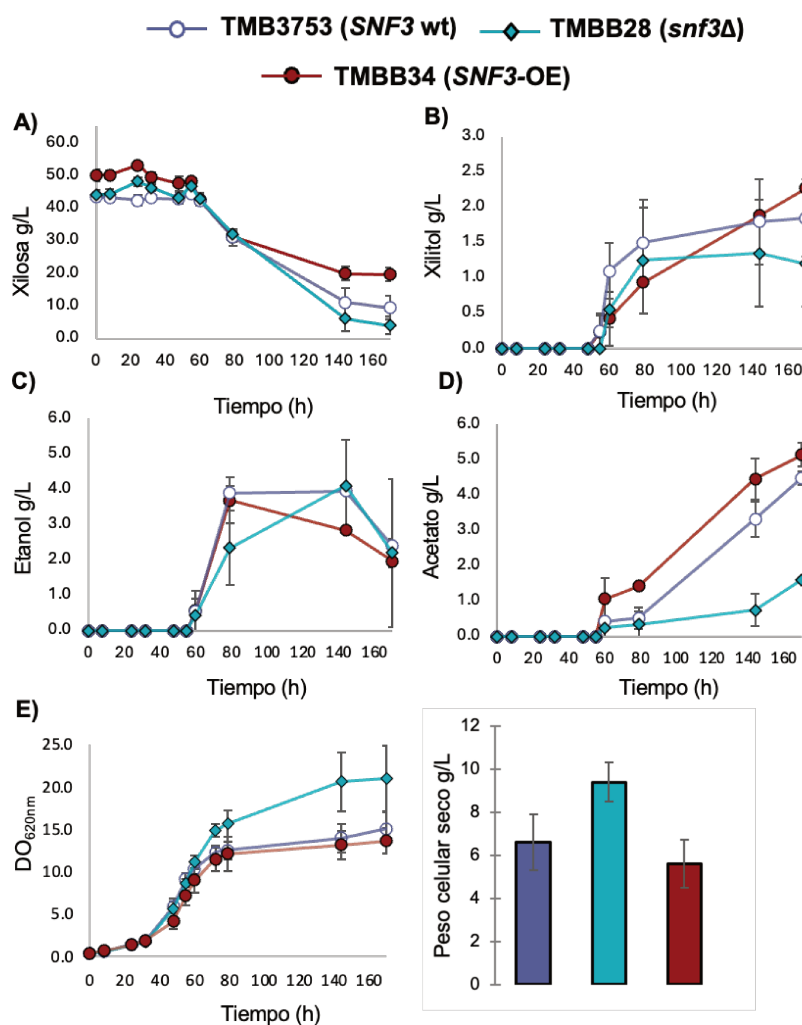 TMB3753 (SNF3 wt) TMBB28 (snf3Δ)
TMBB34 (SNF3-OE)
A)
Xilosa g/L
60.0
50.0
40.0
30.0
20.0
10.0
0.0
0 20 40 60 80 100 120 140 160
Tiempo (h)
B)
Xilitol g/L
3.0
2.5
2.0
1.5
1.0
0.5
0.0
0 20 40 60 80 100 120 140 160
Tiempo (h)
C)
Etanol g/L
6.0
5.0
4.0
3.0
2.0
1.0
0.0
0 20 40 60 80 100 120 140 160
Tiempo (h)
D)
Acetato g/L
6.0
5.0
4.0
3.0
2.0
1.0
0.0
0 20 40 60 80 100 120 140 160
Tiempo (h)
E)
DO620nm
25.0
20.0
15.0
10.0
5.0
0.0
0 20 40 60 80 100 120 140 160
Tiempo (h)
Peso celular seco g/L
12
10
8
6
4
2
0